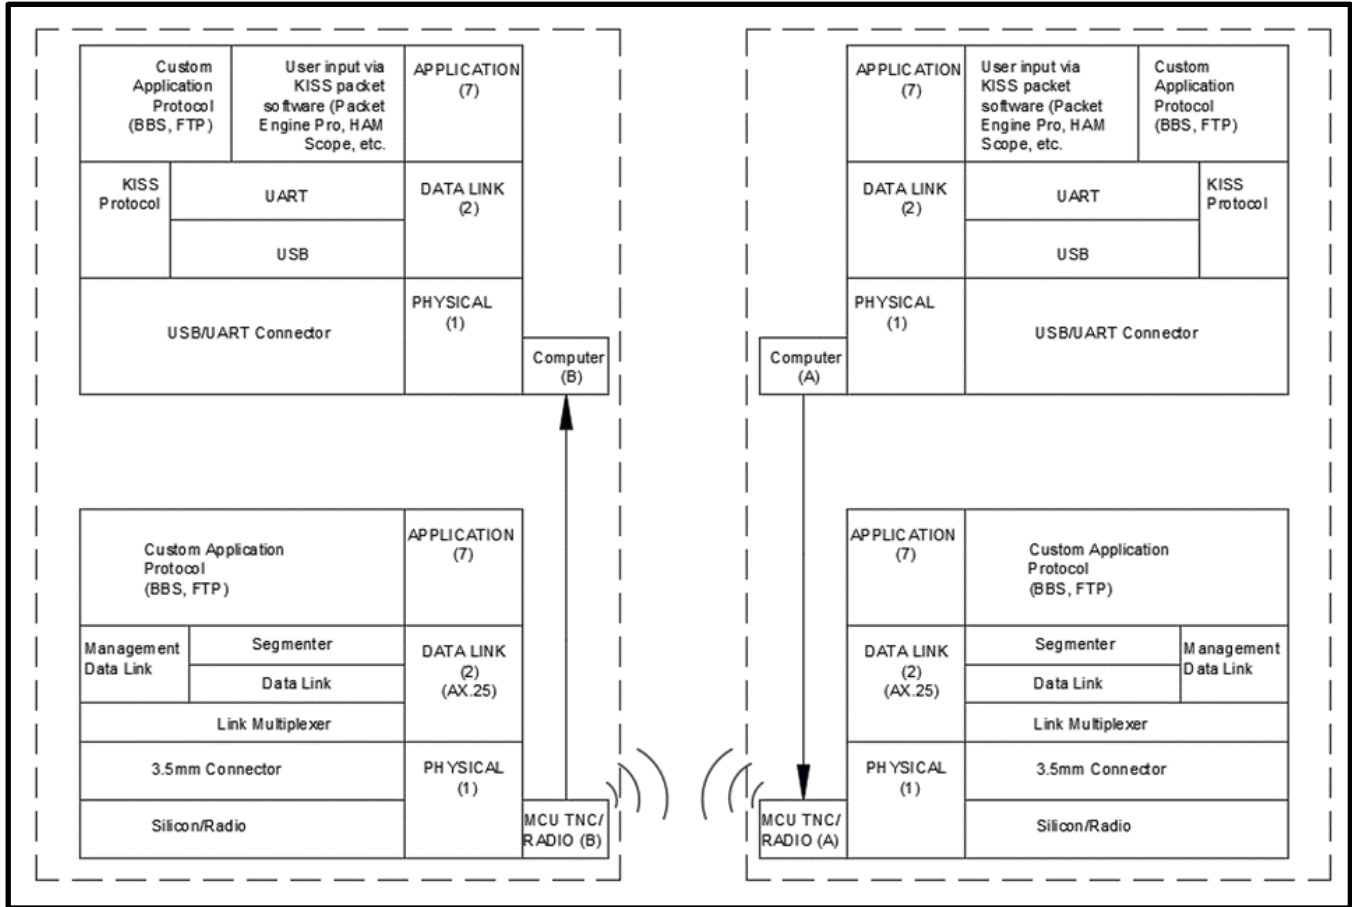 Custom
Application
Protocol
(BBS, FTP)
User input via
KISS packet
software (Packet
Engine Pro, HAM
Scope, etc.
APPLICATION
(7)
KISS
Protocol
UART
USB
DATA LINK
(2)
USB/UART Connector
PHYSICAL
(1)
Computer
(B)
APPLICATION
(7)
User input via
KISS packet
software (Packet
Engine Pro, HAM
Scope, etc.
Custom
Application
Protocol
(BBS, FTP)
DATA LINK
(2)
UART
USB
KISS
Protocol
PHYSICAL
(1)
USB/UART Connector
Computer
(A)
Custom Application
Protocol
(BBS, FTP)
APPLICATION
(7)
Management
Data Link
Segmenter
Data Link
Link Multiplexer
DATA LINK
(2)
(AX.25)
3.5mm Connector
Silicon/Radio
PHYSICAL
(1)
MCU TNC/
RADIO (B)
APPLICATION
(7)
Custom Application
Protocol
(BBS, FTP)
DATA LINK
(2)
(AX.25)
Segmenter
Data Link
Management
Data Link
Link Multiplexer
PHYSICAL
(1)
3.5mm Connector
Silicon/Radio
MCU TNC/
RADIO (A)